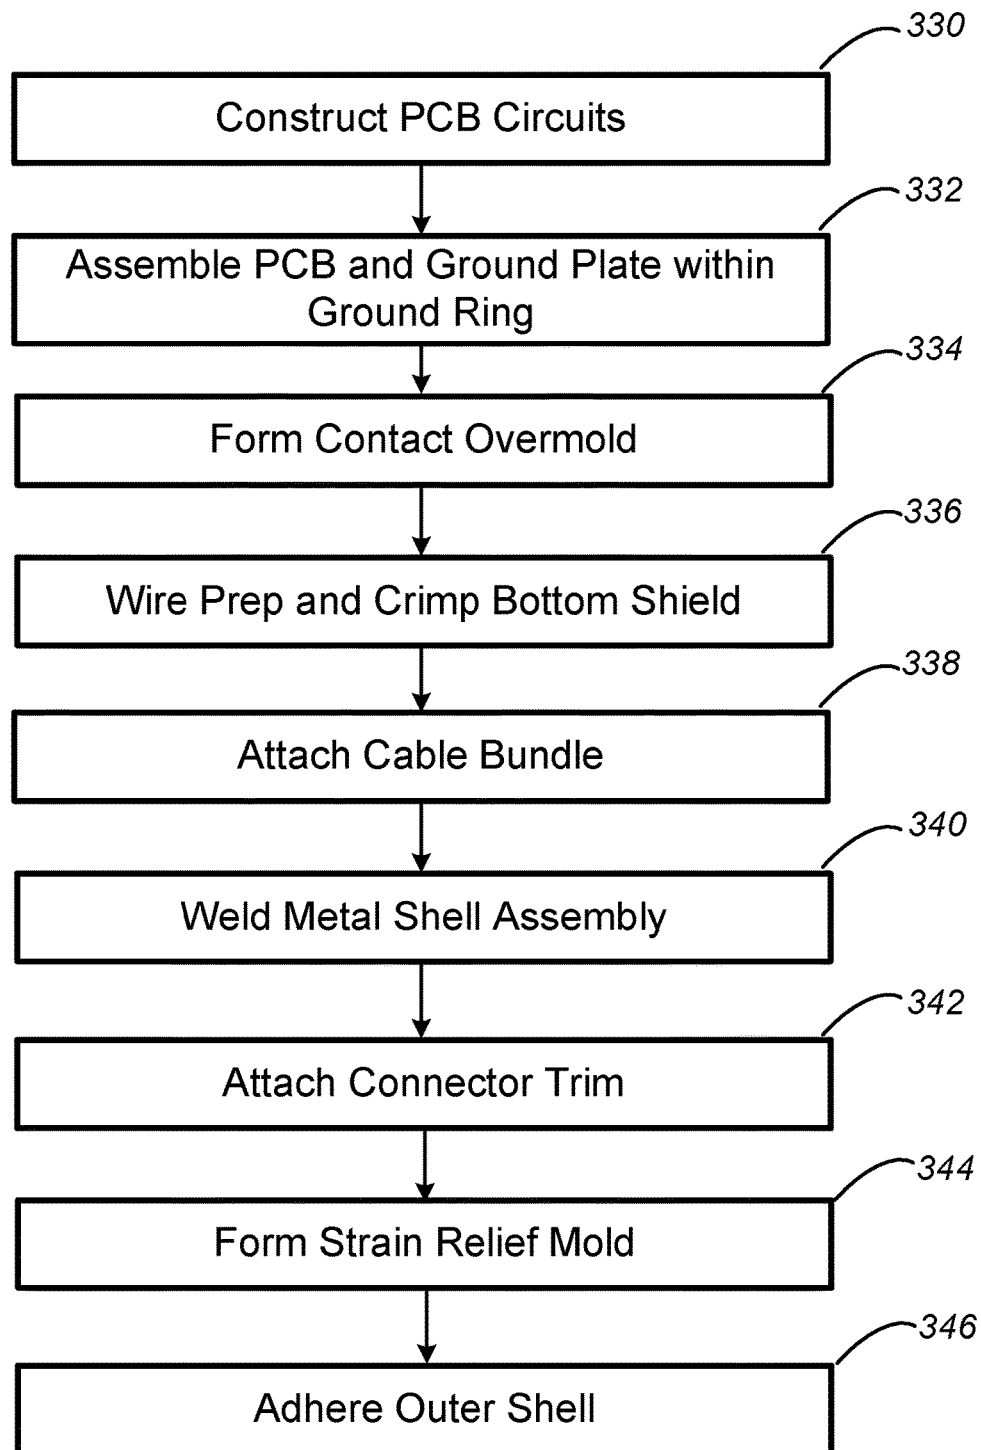 330
Construct PCB Circuits
332
Assemble PCB and Ground Plate within
Ground Ring
334
Form Contact Overmold
336
Wire Prep and Crimp Bottom Shield
338
Attach Cable Bundle
340
Weld Metal Shell Assembly
342
Attach Connector Trim
344
Form Strain Relief Mold
346
Adhere Outer Shell